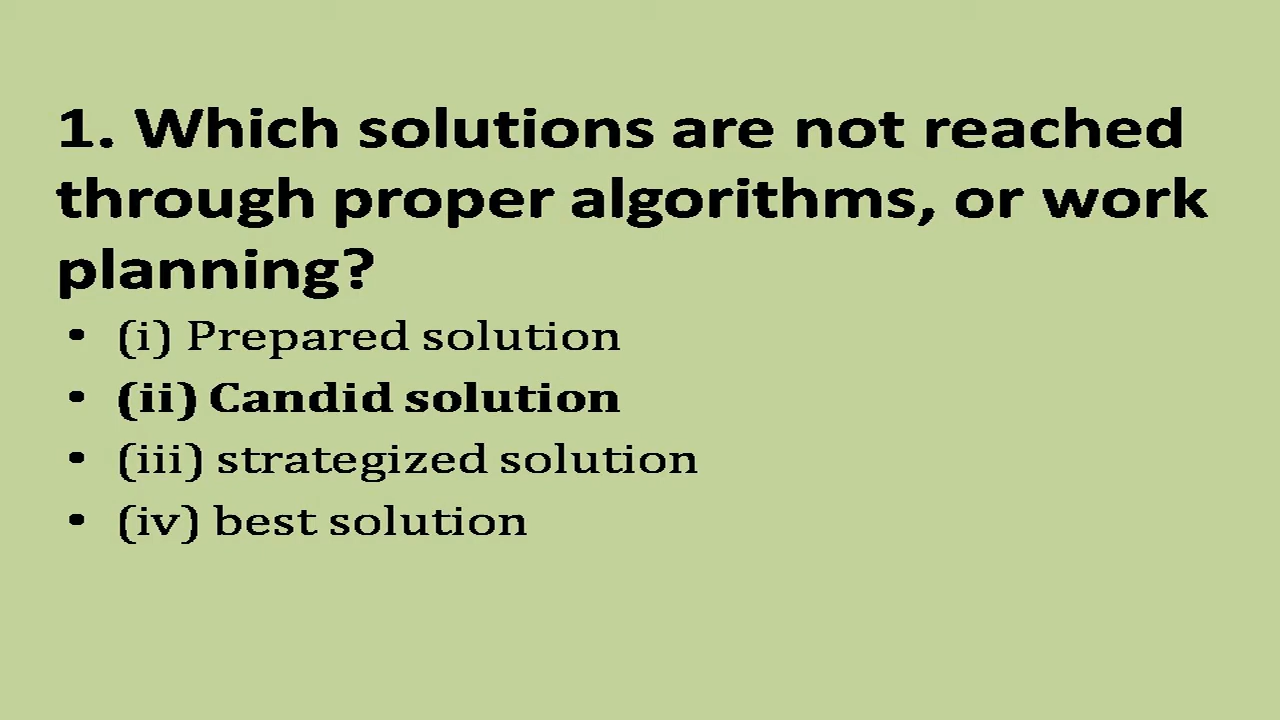 1. Which solutions are not reached
through proper algorithms, or work
planning?
• (i) Prepared solution
• (ii) Candid solution
• (iii) strategized solution
• (iv) best solution